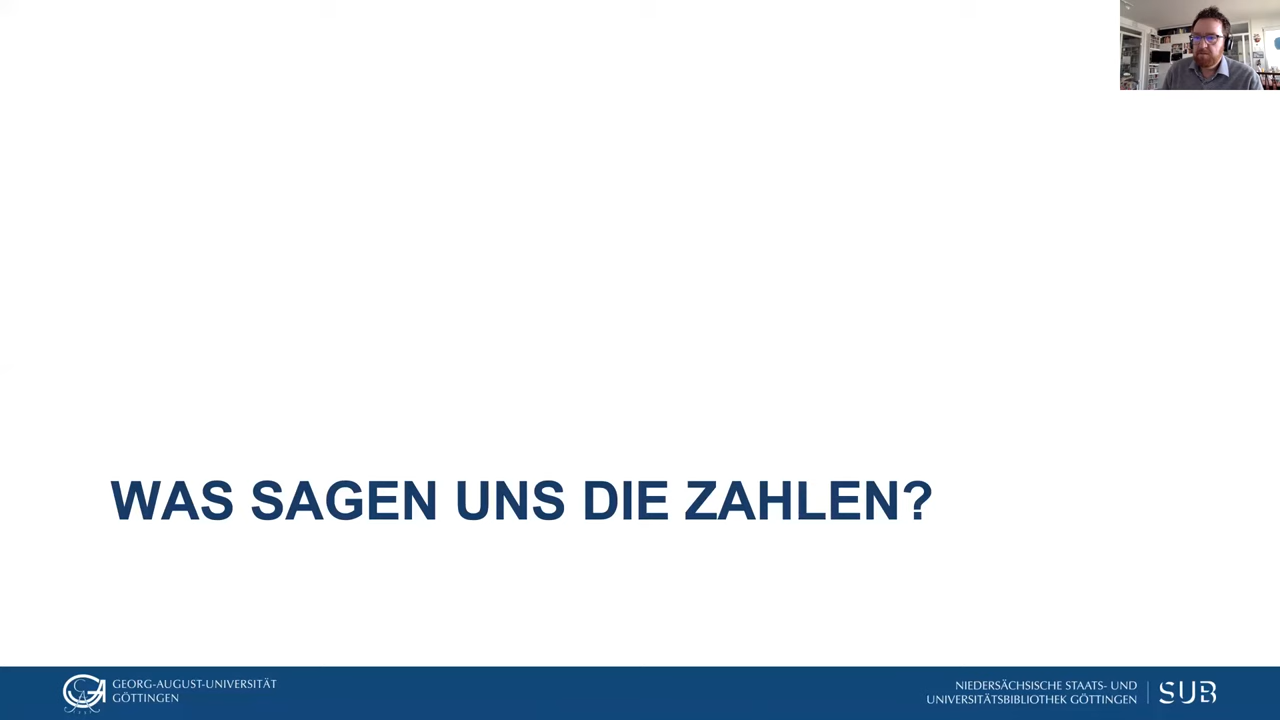 WAS SAGEN UNS DIE ZAHLEN?
GEORG-AUGUST-UNIVERSITÄT
GÖTTINGEN
NIEDERSÄCHSISCHE STAATS- UND
UNIVERSITÄTSBIBLIOTHEK GÖTTINGEN
SUB